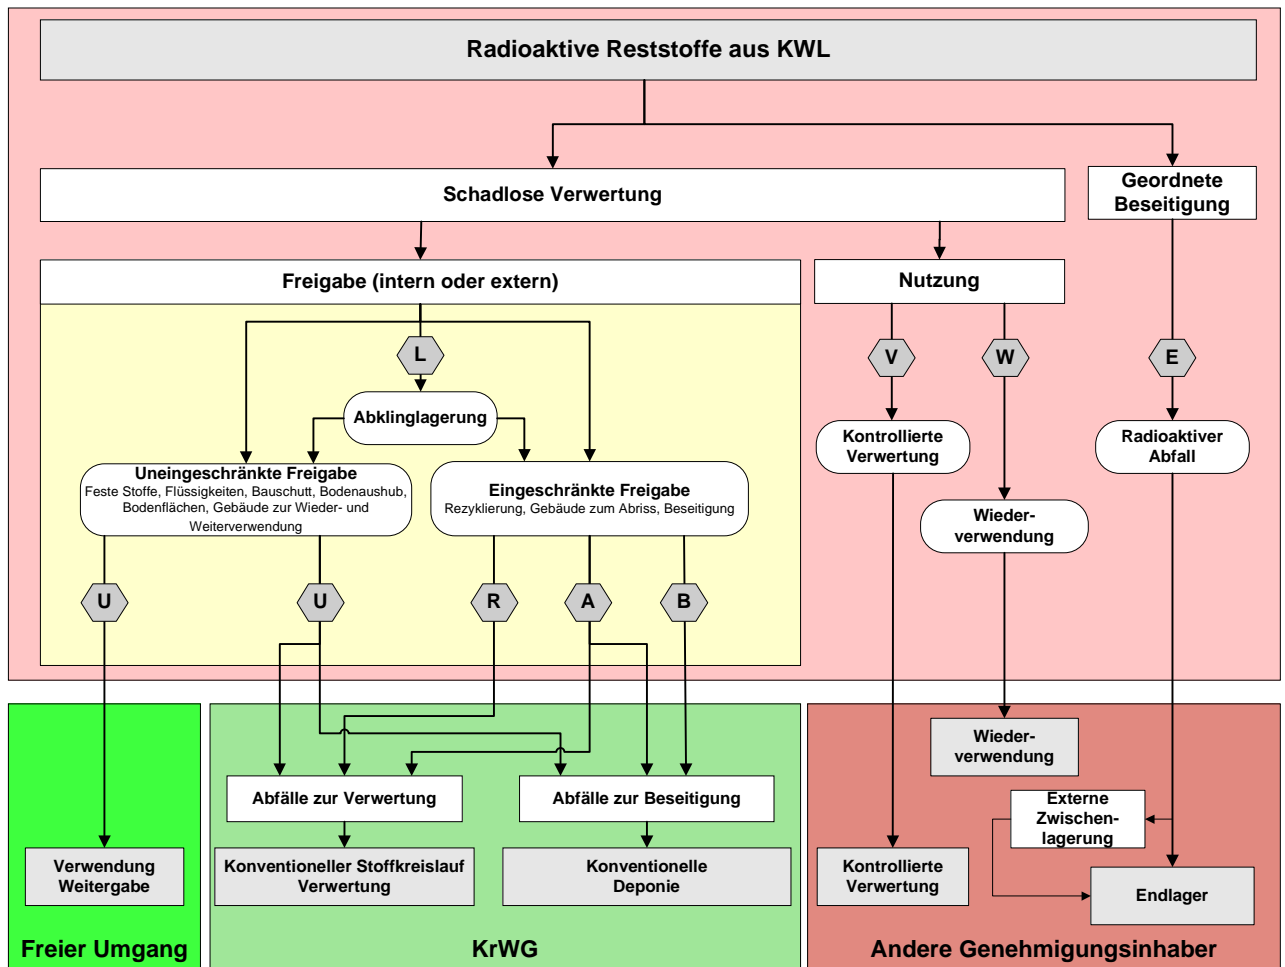 Radioaktive Reststoffe aus KWL
Schadlose Verwertung
Geordnete
Beseitigung
Freigabe (intern oder extern)
Nutzung
L
V
W
E
Abklinglagerung
Kontrollierte
Verwertung
Radioaktiver
Abfall
Uneingeschränkte Freigabe
Feste Stoffe, Flüssigkeiten, Bauschutt, Bodenaushub,
Bodenflächen, Gebäude zur Wieder- und
Weiterverwendung
Eingeschränkte Freigabe
Rezyklierung, Gebäude zum Abriss, Beseitigung
Wieder-
verwendung
U
U
R
A
B
Wieder-
verwendung
Abfälle zur Verwertung
Abfälle zur Beseitigung
Externe
Zwischen-
lagerung
Verwendung
Weitergabe
Konventioneller Stoffkreislauf
Verwertung
Konventionelle
Deponie
Kontrollierte
Verwertung
Endlager
Freier Umgang
KrWG
Andere Genehmigungsinhaber